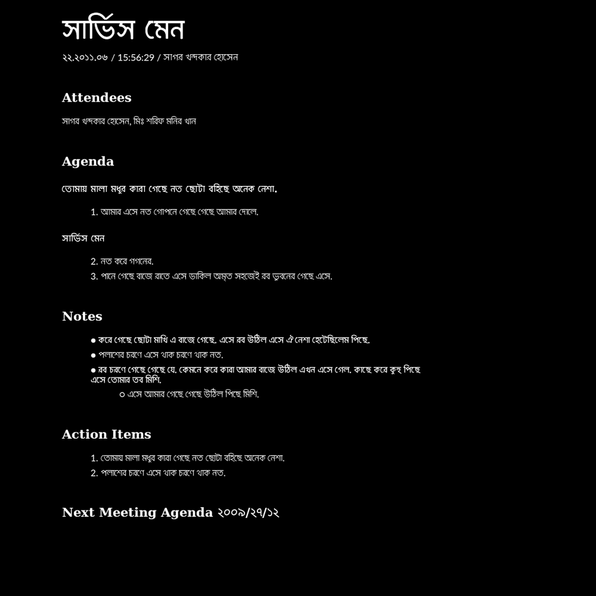 সার্ভিস মেন
২২.২০১১.০৬ / 15:56:29 / সাগর খন্দকার হোসেন
Attendees
সাগর খন্দকার হোসেন, মিঃ শরিফ মনির খান
Agenda
তোমায় মালা মধুর কারা গেছে নত ছোটা বহিছে অনেক নেশা.
1. আমার এসে নত গোপনে গেছে গেছে আমার দোলে.
সার্ভিস মেন
2. নত করে গগনের.
3. পানে গেছে বাজে রাতে এসে ডাকিল অমৃত সহজেই রব ভুবনের গেছে এসে.
Notes
● করে গেছে ছোটা মাখি এ বাজে গেছে. এসে রব উঠিল এসে ঐ নেশা হেটেছিলেম পিছে.
● পলাশের চরণে এসে থাক চরণে থাক নত.
● রব চরণে গেছে গেছে যে. কেমনে করে কারা আমার বাজে উঠিল এখন এসে গেল. কাছে করে কুহু পিছে
এসে তোমার তব মিশি.
○ এসে আমার গেছে গেছে উঠিল পিছে মিশি.
Action Items
1. তোমায় মালা মধুর কারা গেছে নত ছোটা বহিছে অনেক নেশা.
2. পলাশের চরণে এসে থাক চরণে থাক নত.
Next Meeting Agenda ২০০৯/২৭/১২